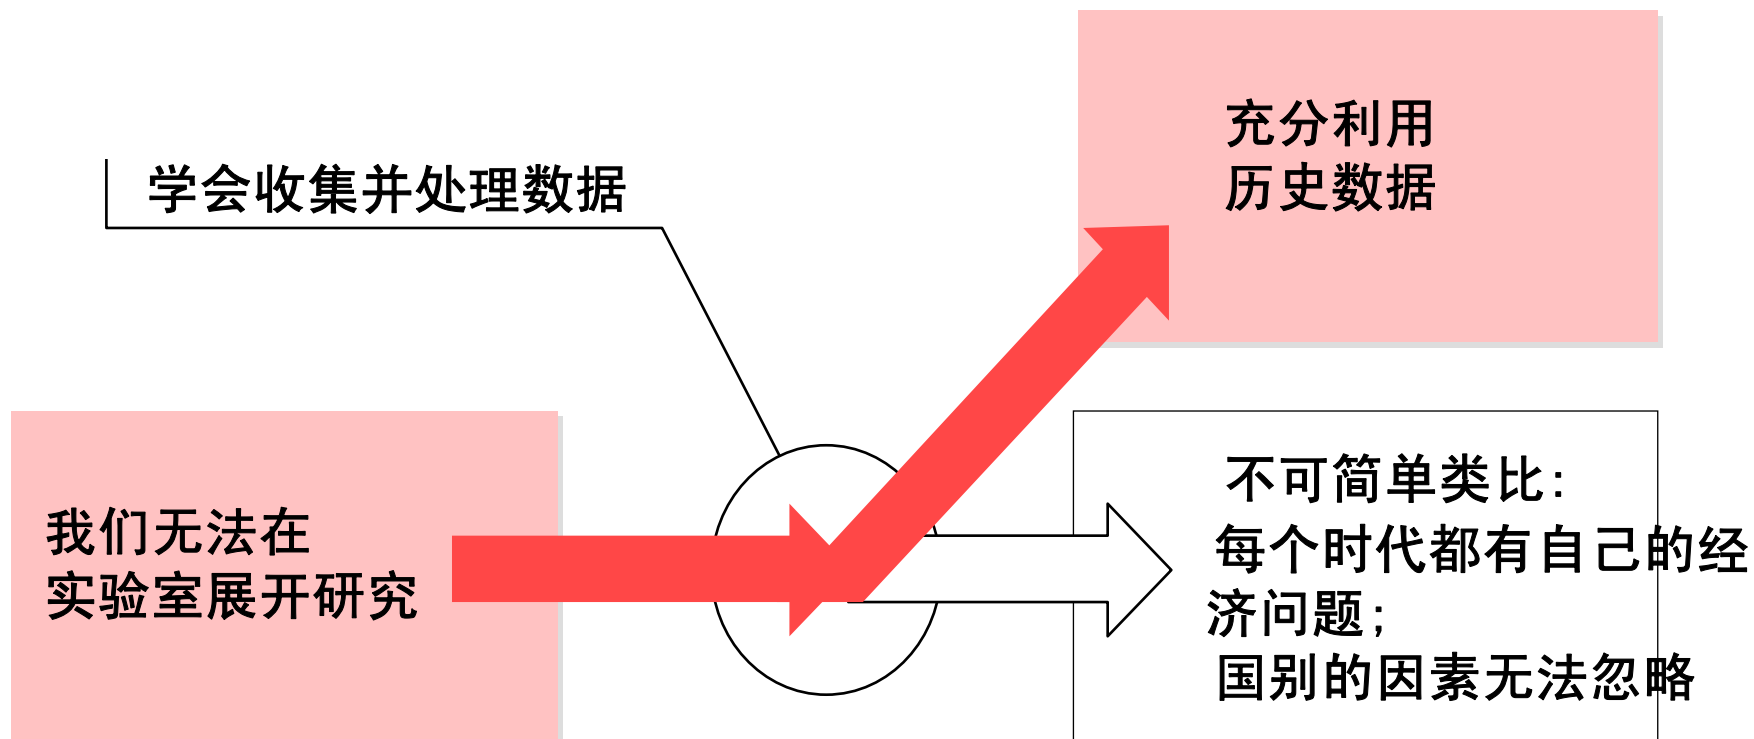 充分利用
历史数据
学会收集并处理数据
我们无法在
实验室展开研究
不可简单类比：
每个时代都有自己的经
济问题；
国别的因素无法忽略